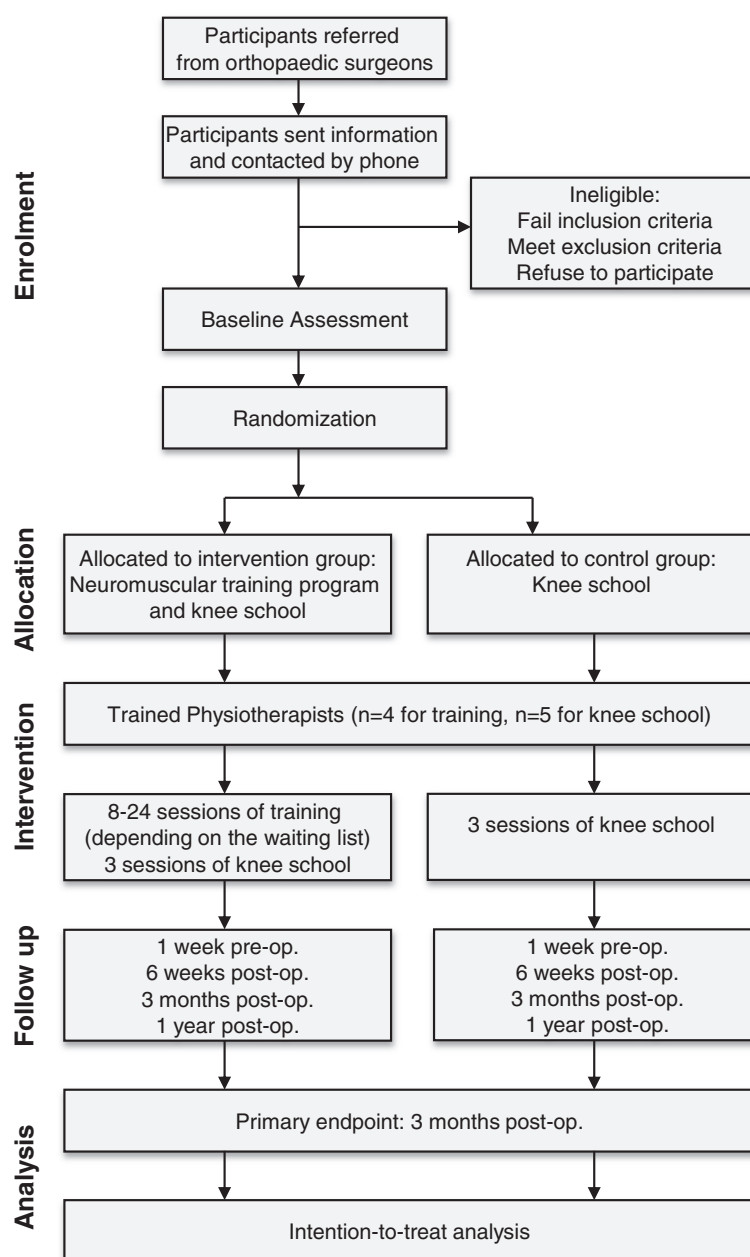 Participants referred
from orthopaedic surgeons
Participants sent information
and contacted by phone
Enrolment
Ineligible:
Fail inclusion criteria
Meet exclusion criteria
Refuse to participate
Baseline Assessment
Randomization
Allocation
Allocated to intervention group:
Neuromuscular training program
and knee school
Allocated to control group:
Knee school
Intervention
Trained Physiotherapists (n=4 for training, n=5 for knee school)
8-24 sessions of training
(depending on the waiting list)
3 sessions of knee school
3 sessions of knee school
Follow up
1 week pre-op.
6 weeks post-op.
3 months post-op.
1 year post-op.
1 week pre-op.
6 weeks post-op.
3 months post-op.
1 year post-op.
Analysis
Primary endpoint: 3 months post-op.
Intention-to-treat analysis